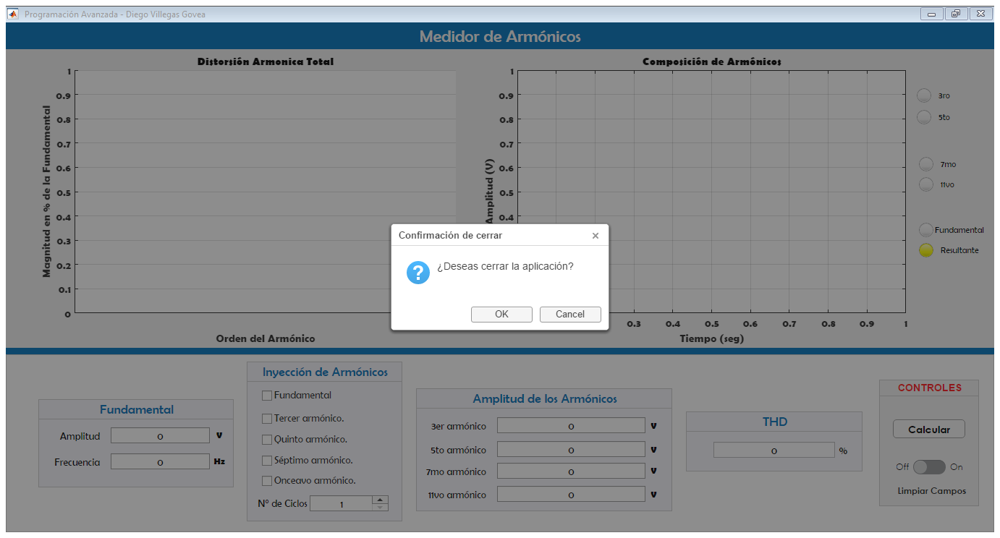 Programación Avanzada - Diego Villegas Govea
Medidor de Armónicos
Distorsión Armonica Total
Magnitud en % de la Fundamental
1
0.9
0.8
0.7
0.6
0.5
0.4
0.3
0.2
0.1
0
Orden del Armónico
Composición de Armónicos
Amplitud (V)
1
0.9
0.8
0.7
0.6
0.5
0.4
0.3 0.4 0.5 0.6 0.7 0.8 0.9 1
Tiempo (seg)
3ro
5to
7mo
11vo
Fundamental
Resultante
Confirmación de cerrar
¿Deseas cerrar la aplicación?
OK Cancel
Fundamental
Amplitud 0 V
Frecuencia 0 Hz
Inyección de Armónicos
Fundamental
Tercer armónico.
Quinto armónico.
Séptimo armónico.
Onceavo armónico.
N° de Ciclos 1
Amplitud de los Armónicos
3er armónico 0 V
5to armónico 0 V
7mo armónico 0 V
11vo armónico 0 V
THD
0 %
CONTROLES
Calcular
Off On
Limpiar Campos